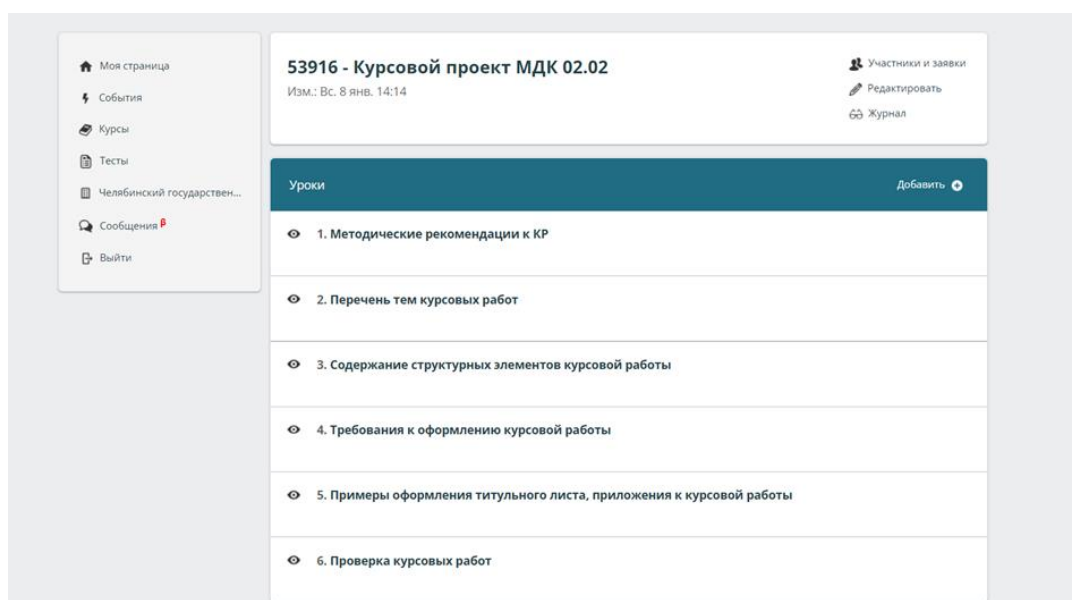 Моя страница
События
Курсы
Тесты
Челябинский государствен...
Сообщения β
Выйти
53916 - Курсовой проект МДК 02.02
Изм.: Вс. 8 янв. 14:14
Участники и заявки
Редактировать
Журнал
Уроки
Добавить
1. Методические рекомендации к КР
2. Перечень тем курсовых работ
3. Содержание структурных элементов курсовой работы
4. Требования к оформлению курсовой работы
5. Примеры оформления титульного листа, приложения к курсовой работы
6. Проверка курсовых работ